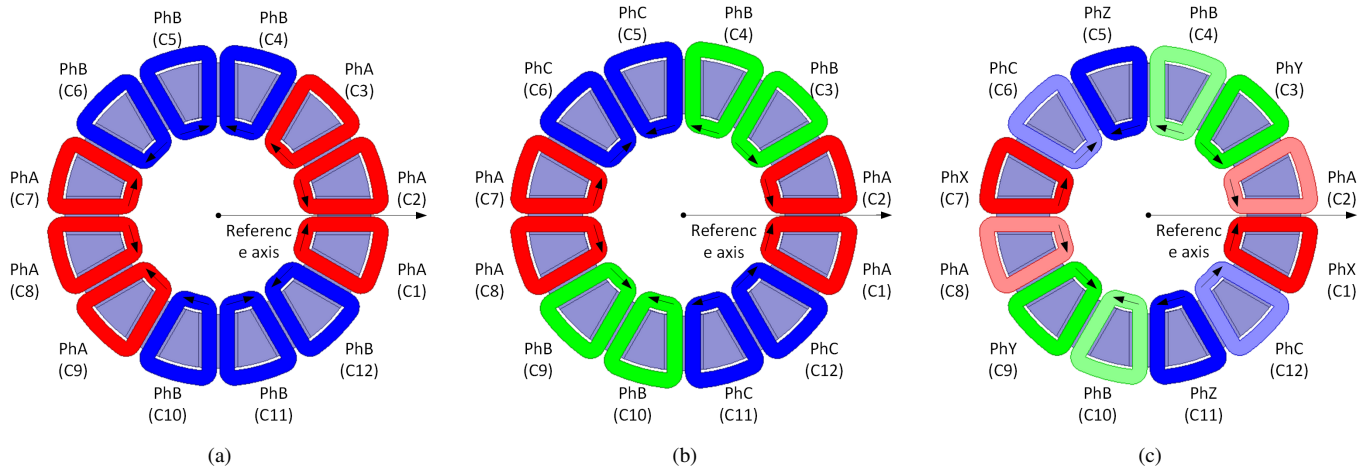 PhB
(C5)
PhB
(C4)
PhB
(C6)
PhA
(C3)
PhA
(C7)
PhA
(C2)
Referenc
e axis
PhA
(C8)
PhA
(C1)
PhA
(C9)
PhB
(C12)
PhB
(C10)
PhB
(C11)
(a)
PhC
(C5)
PhB
(C4)
PhC
(C6)
PhB
(C3)
PhA
(C7)
PhA
(C2)
Referenc
e axis
PhA
(C8)
PhA
(C1)
PhB
(C9)
PhC
(C12)
PhB
(C10)
PhC
(C11)
(b)
PhZ
(C5)
PhB
(C4)
PhC
(C6)
PhY
(C3)
PhX
(C7)
PhA
(C2)
Referenc
e axis
PhA
(C8)
PhX
(C1)
PhY
(C9)
PhC
(C12)
PhB
(C10)
PhZ
(C11)
(c)